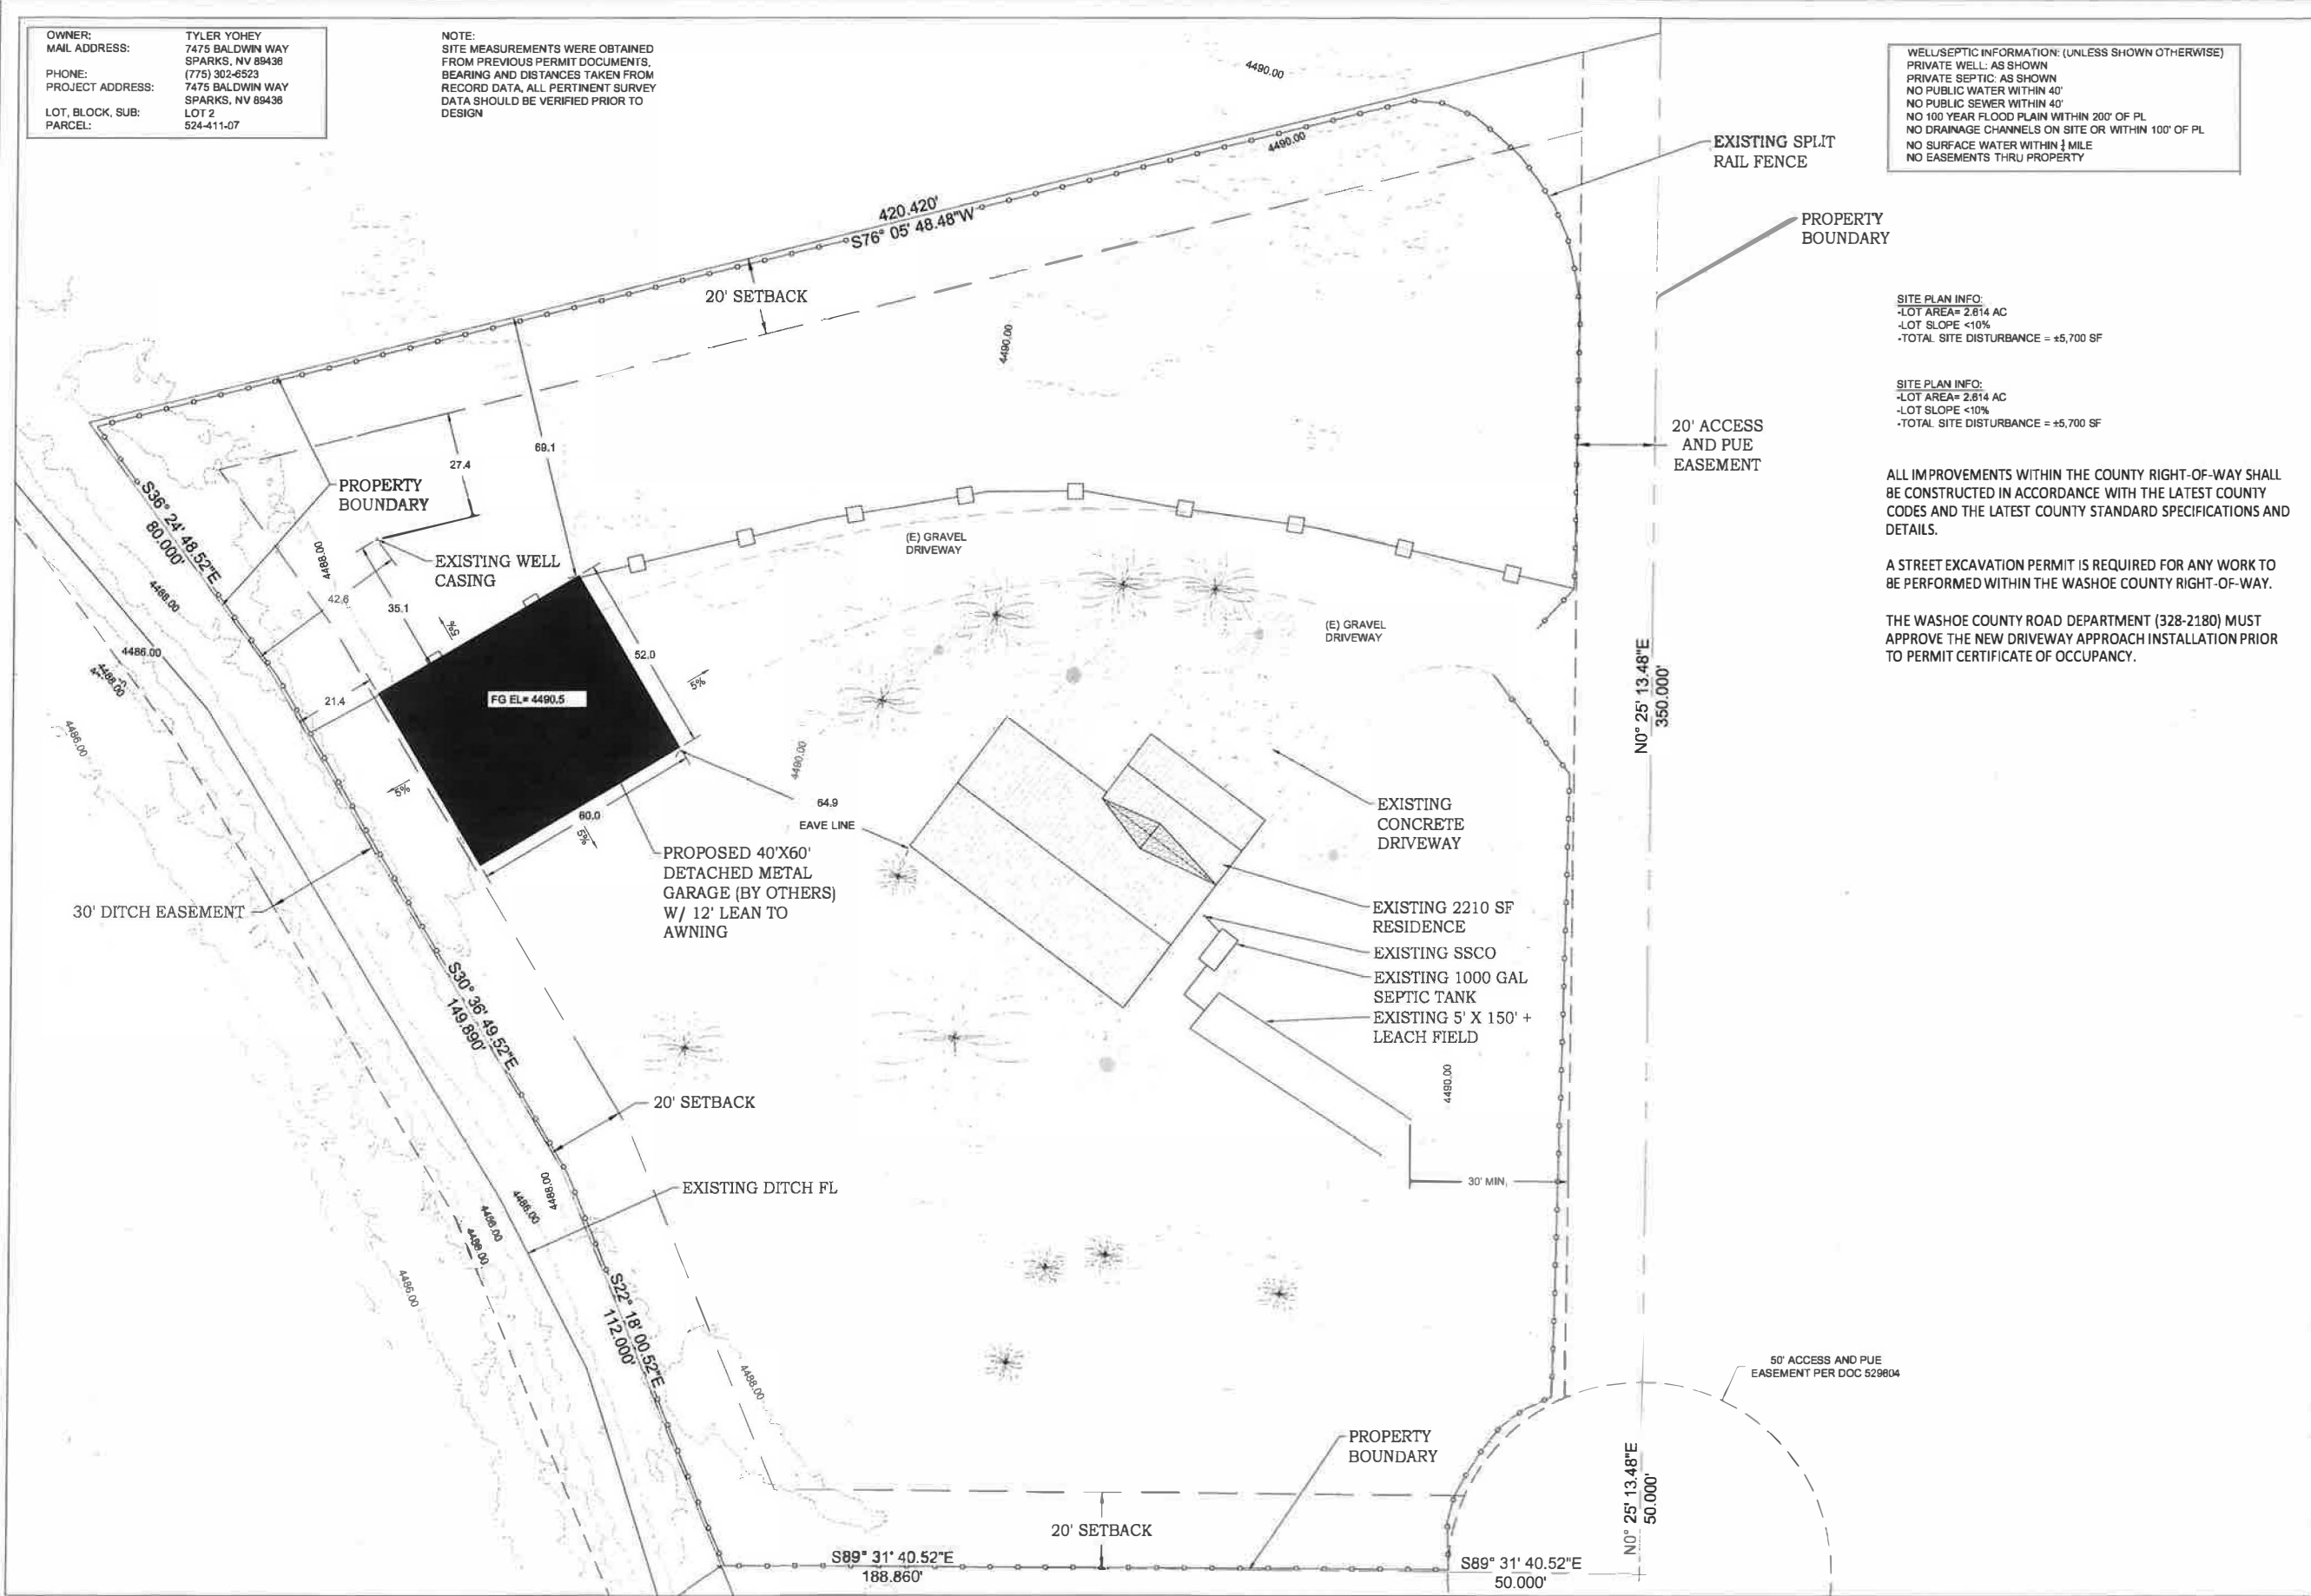 OWNER: TYLER YOHEY
MAIL ADDRESS: 7475 BALDWIN WAY
SPARKS, NV 89436
PHONE: (775) 302-6523
PROJECT ADDRESS: 7475 BALDWIN WAY
SPARKS, NV 89436
LOT, BLOCK, SUB: LOT 2
PARCEL: 524-411-07
NOTE:
SITE MEASUREMENTS WERE OBTAINED
FROM PREVIOUS PERMIT DOCUMENTS,
BEARING AND DISTANCES TAKEN FROM
RECORD DATA, ALL PERTINENT SURVEY
DATA SHOULD BE VERIFIED PRIOR TO
DESIGN
WELL/SEPTIC INFORMATION: (UNLESS SHOWN OTHERWISE)
PRIVATE WELL: AS SHOWN
PRIVATE SEPTIC: AS SHOWN
NO PUBLIC WATER WITHIN 40'
NO PUBLIC SEWER WITHIN 40'
NO 100 YEAR FLOOD PLAIN WITHIN 200' OF PL
NO DRAINAGE CHANNELS ON SITE OR WITHIN 100' OF PL
NO SURFACE WATER WITHIN MILE
NO EASEMENTS THRU PROPERTY
4490.00
4490.00
EXISTING SPLIT
RAIL FENCE
PROPERTY
BOUNDARY
420.420'
S76° 05' 48.48"W
20' SETBACK
4490.00
SITE PLAN INFO:
-LOT AREA= 2.614 AC
-LOT SLOPE <10%
-TOTAL SITE DISTURBANCE = ±5,700 SF
SITE PLAN INFO:
-LOT AREA= 2.614 AC
-LOT SLOPE <10%
-TOTAL SITE DISTURBANCE = ±5,700 SF
20' ACCESS
AND PUE
EASEMENT
ALL IMPROVEMENTS WITHIN THE COUNTY RIGHT-OF-WAY SHALL
BE CONSTRUCTED IN ACCORDANCE WITH THE LATEST COUNTY
CODES AND THE LATEST COUNTY STANDARD SPECIFICATIONS AND
DETAILS.
A STREET EXCAVATION PERMIT IS REQUIRED FOR ANY WORK TO
BE PERFORMED WITHIN THE WASHOE COUNTY RIGHT-OF-WAY.
THE WASHOE COUNTY ROAD DEPARTMENT (328-2180) MUST
APPROVE THE NEW DRIVEWAY APPROACH INSTALLATION PRIOR
TO PERMIT CERTIFICATE OF OCCUPANCY.
69.1
27.4
PROPERTY
BOUNDARY
S36° 24' 48.52"E
80.000'
4488.00
EXISTING WELL
CASING
(E) GRAVEL
DRIVEWAY
(E) GRAVEL
DRIVEWAY
4488.00
42.6
35.1
5%
52.0
5%
4486.00
4488.00
21.4
FG EL= 4490.5
N0° 25' 13.48"E
350.000'
4486.00
4490.00
5%
64.9
EAVE LINE
60.0
5%
EXISTING
CONCRETE
DRIVEWAY
PROPOSED 40'X60'
DETACHED METAL
GARAGE (BY OTHERS)
W/ 12' LEAN TO
AWNING
30' DITCH EASEMENT
EXISTING 2210 SF
RESIDENCE
EXISTING SSCO
EXISTING 1000 GAL
SEPTIC TANK
EXISTING 5' X 150' +
LEACH FIELD
S30° 36' 49.52"E
149.890'
20' SETBACK
4490.00
30' MIN.
EXISTING DITCH FL
4488.00
4486.00
4486.00
4488.00
4486.00
S22° 18' 00.52"E
112.000'
4488.00
50' ACCESS AND PUE
EASEMENT PER DOC 529804
PROPERTY
BOUNDARY
N0° 25' 13.48"E
50.000'
20' SETBACK
S89° 31' 40.52"E
188.860'
S89° 31' 40.52"E
50.000'